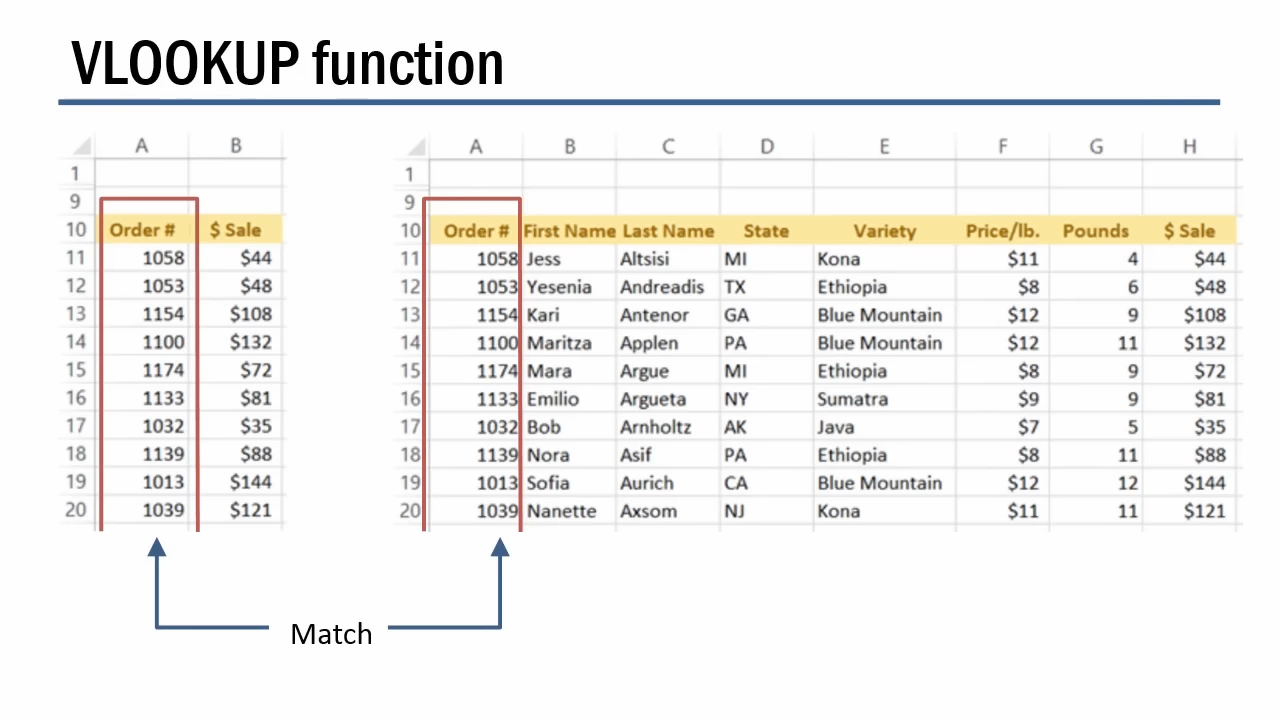 VLOOKUP function
A B
1
9
10 Order # $ Sale
11 1058 $44
12 1053 $48
13 1154 $108
14 1100 $132
15 1174 $72
16 1133 $81
17 1032 $35
18 1139 $88
19 1013 $144
20 1039 $121
A B C D E F G H
1
9
10 Order # First Name Last Name State Variety Price/lb. Pounds $ Sale
11 1058 Jess Altsisi MI Kona $11 4 $44
12 1053 Yesenia Andreadis TX Ethiopia $8 6 $48
13 1154 Kari Antenor GA Blue Mountain $12 9 $108
14 1100 Maritza Applen PA Blue Mountain $12 11 $132
15 1174 Mara Argue MI Ethiopia $8 9 $72
16 1133 Emilio Argueta NY Sumatra $9 9 $81
17 1032 Bob Arnholtz AK Java $7 5 $35
18 1139 Nora Asif PA Ethiopia $8 11 $88
19 1013 Sofia Aurich CA Blue Mountain $12 12 $144
20 1039 Nanette Axsom NJ Kona $11 11 $121
Match